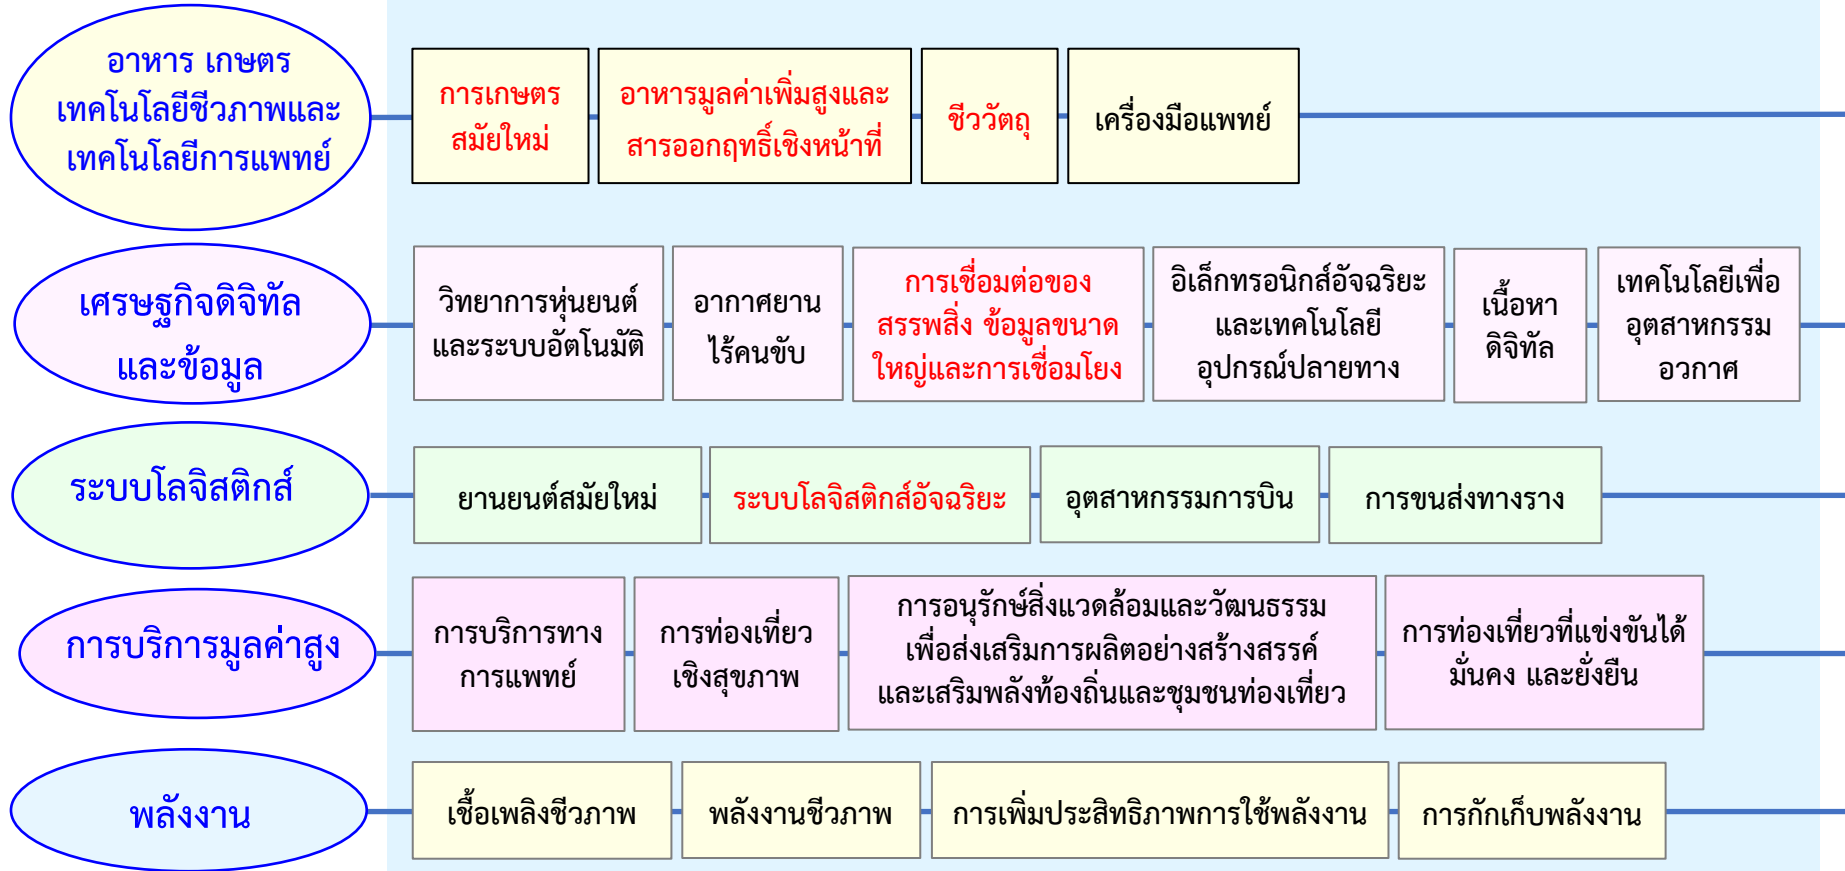 อาหาร เกษตร
เทคโนโลยีชีวภาพและ
เทคโนโลยีการแพทย์
การเกษตร
สมัยใหม่
อาหารมูลค่าเพิ่มสูงและ
สารออกฤทธิ์เชิงหน้าที่
ชีววัตถุ
เครื่องมือแพทย์
เศรษฐกิจดิจิทัล
และข้อมูล
วิทยาการหุ่นยนต์
และระบบอัตโนมัติ
อากาศยาน
ไร้คนขับ
การเชื่อมต่อของ
สรรพสิ่ง ข้อมูลขนาด
ใหญ่และการเชื่อมโยง
อิเล็กทรอนิกส์อัจฉริยะ
และเทคโนโลยี
อุปกรณ์ปลายทาง
เนื้อหา
ดิจิทัล
เทคโนโลยีเพื่อ
อุตสาหกรรม
อวกาศ
ระบบโลจิสติกส์
ยานยนต์สมัยใหม่
ระบบโลจิสติกส์อัจฉริยะ
อุตสาหกรรมการบิน
การขนส่งทางราง
การบริการมูลค่าสูง
การบริการทาง
การแพทย์
การท่องเที่ยว
เชิงสุขภาพ
การอนุรักษ์สิ่งแวดล้อมและวัฒนธรรม
เพื่อส่งเสริมการผลิตอย่างสร้างสรรค์
และเสริมพลังท้องถิ่นและชุมชนท่องเที่ยว
การท่องเที่ยวที่แข่งขันได้
มั่นคง และยั่งยืน
พลังงาน
เชื้อเพลิงชีวภาพ
พลังงานชีวภาพ
การเพิ่มประสิทธิภาพการใช้พลังงาน
การกักเก็บพลังงาน